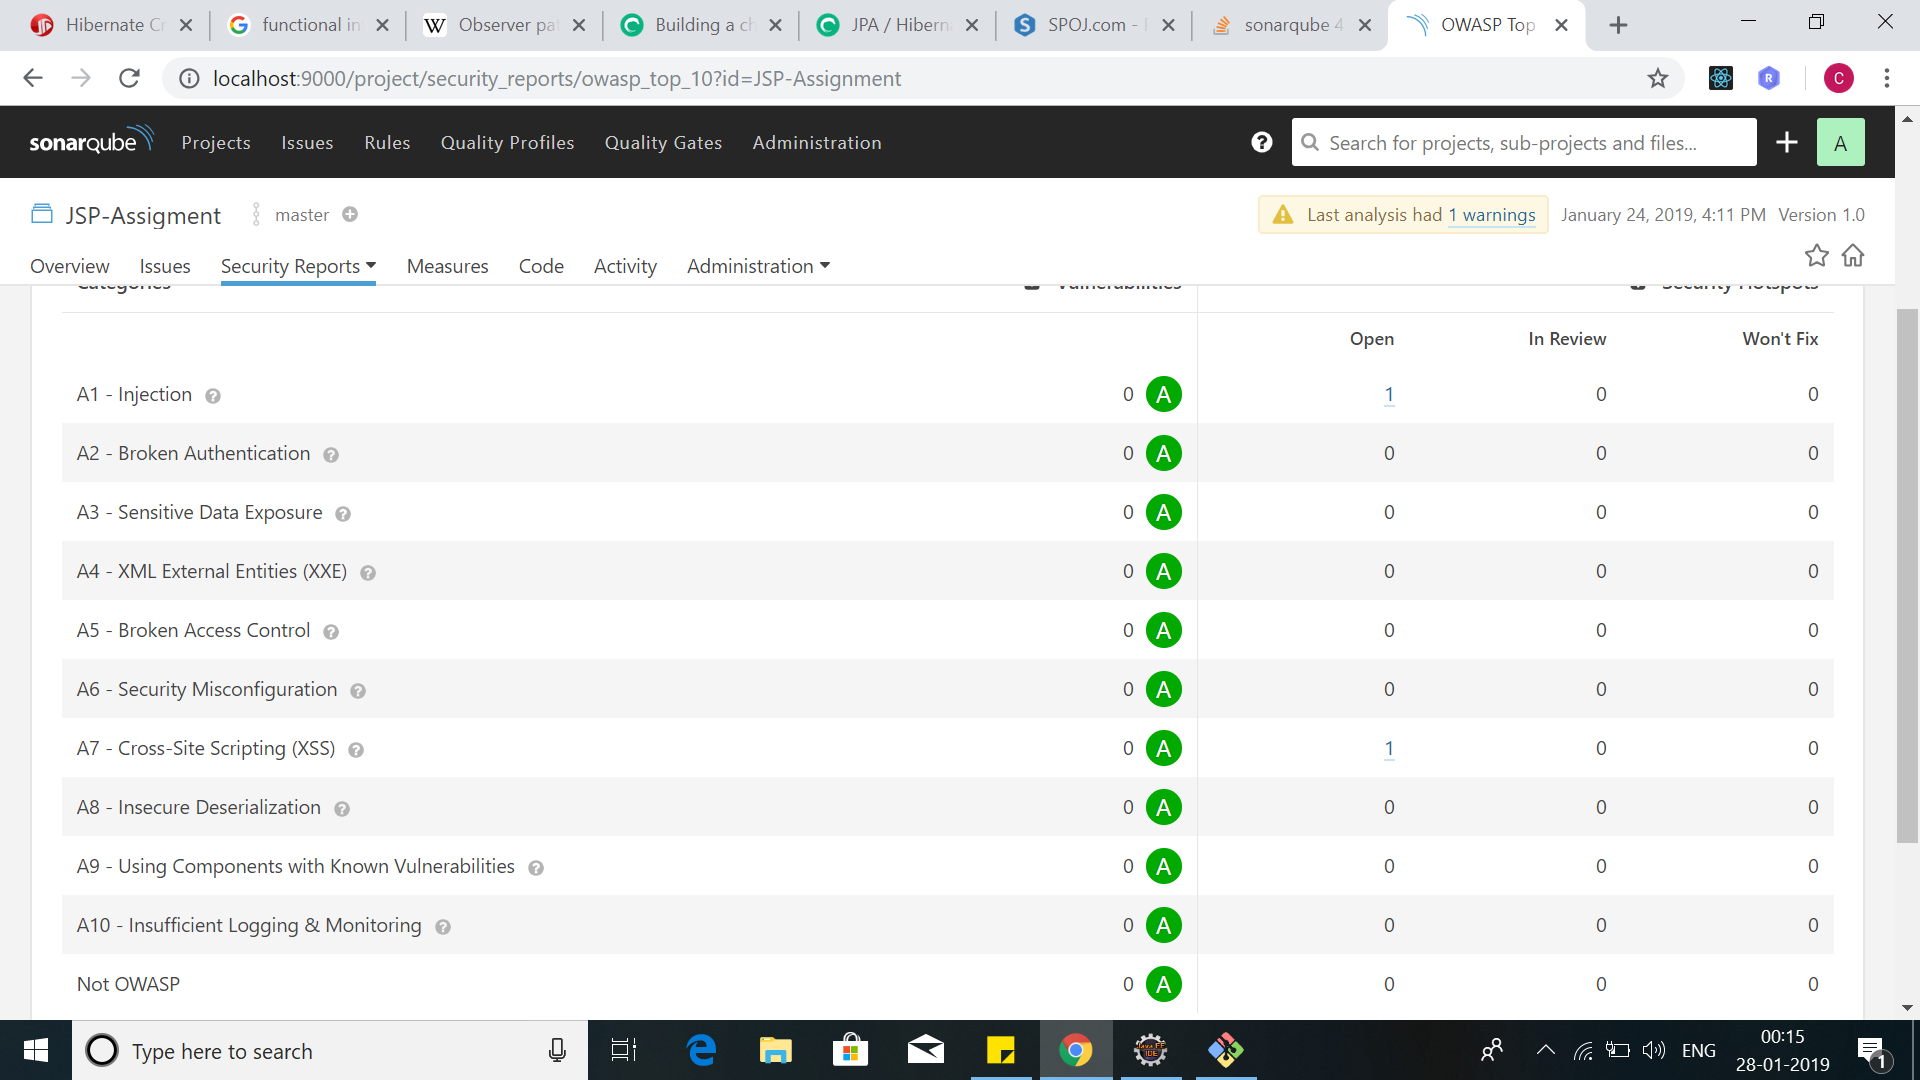 Hibernate Cr
functional in
W Observer pat
Building a ch
JPA / Hiberna
S SPOJ.com - P
sonarqube 4
OWASP Top
localhost:9000/project/security_reports/owasp_top_10?id=JSP-Assignment
R
C
sonarqube Projects Issues Rules Quality Profiles Quality Gates Administration
Search for projects, sub-projects and files...
A
JSP-Assigment master
Last analysis had 1 warnings January 24, 2019, 4:11 PM Version 1.0
Overview Issues Security Reports Measures Code Activity Administration
Categories Vulnerabilities Security Hotspots
Open In Review Won't Fix
A1 - Injection ? 0 A 1 0 0
A2 - Broken Authentication ? 0 A 0 0 0
A3 - Sensitive Data Exposure ? 0 A 0 0 0
A4 - XML External Entities (XXE) ? 0 A 0 0 0
A5 - Broken Access Control ? 0 A 0 0 0
A6 - Security Misconfiguration ? 0 A 0 0 0
A7 - Cross-Site Scripting (XSS) ? 0 A 1 0 0
A8 - Insecure Deserialization ? 0 A 0 0 0
A9 - Using Components with Known Vulnerabilities ? 0 A 0 0 0
A10 - Insufficient Logging & Monitoring ? 0 A 0 0 0
Not OWASP 0 A 0 0 0
Type here to search
Java EE
IDE
ENG
00:15
28-01-2019
1